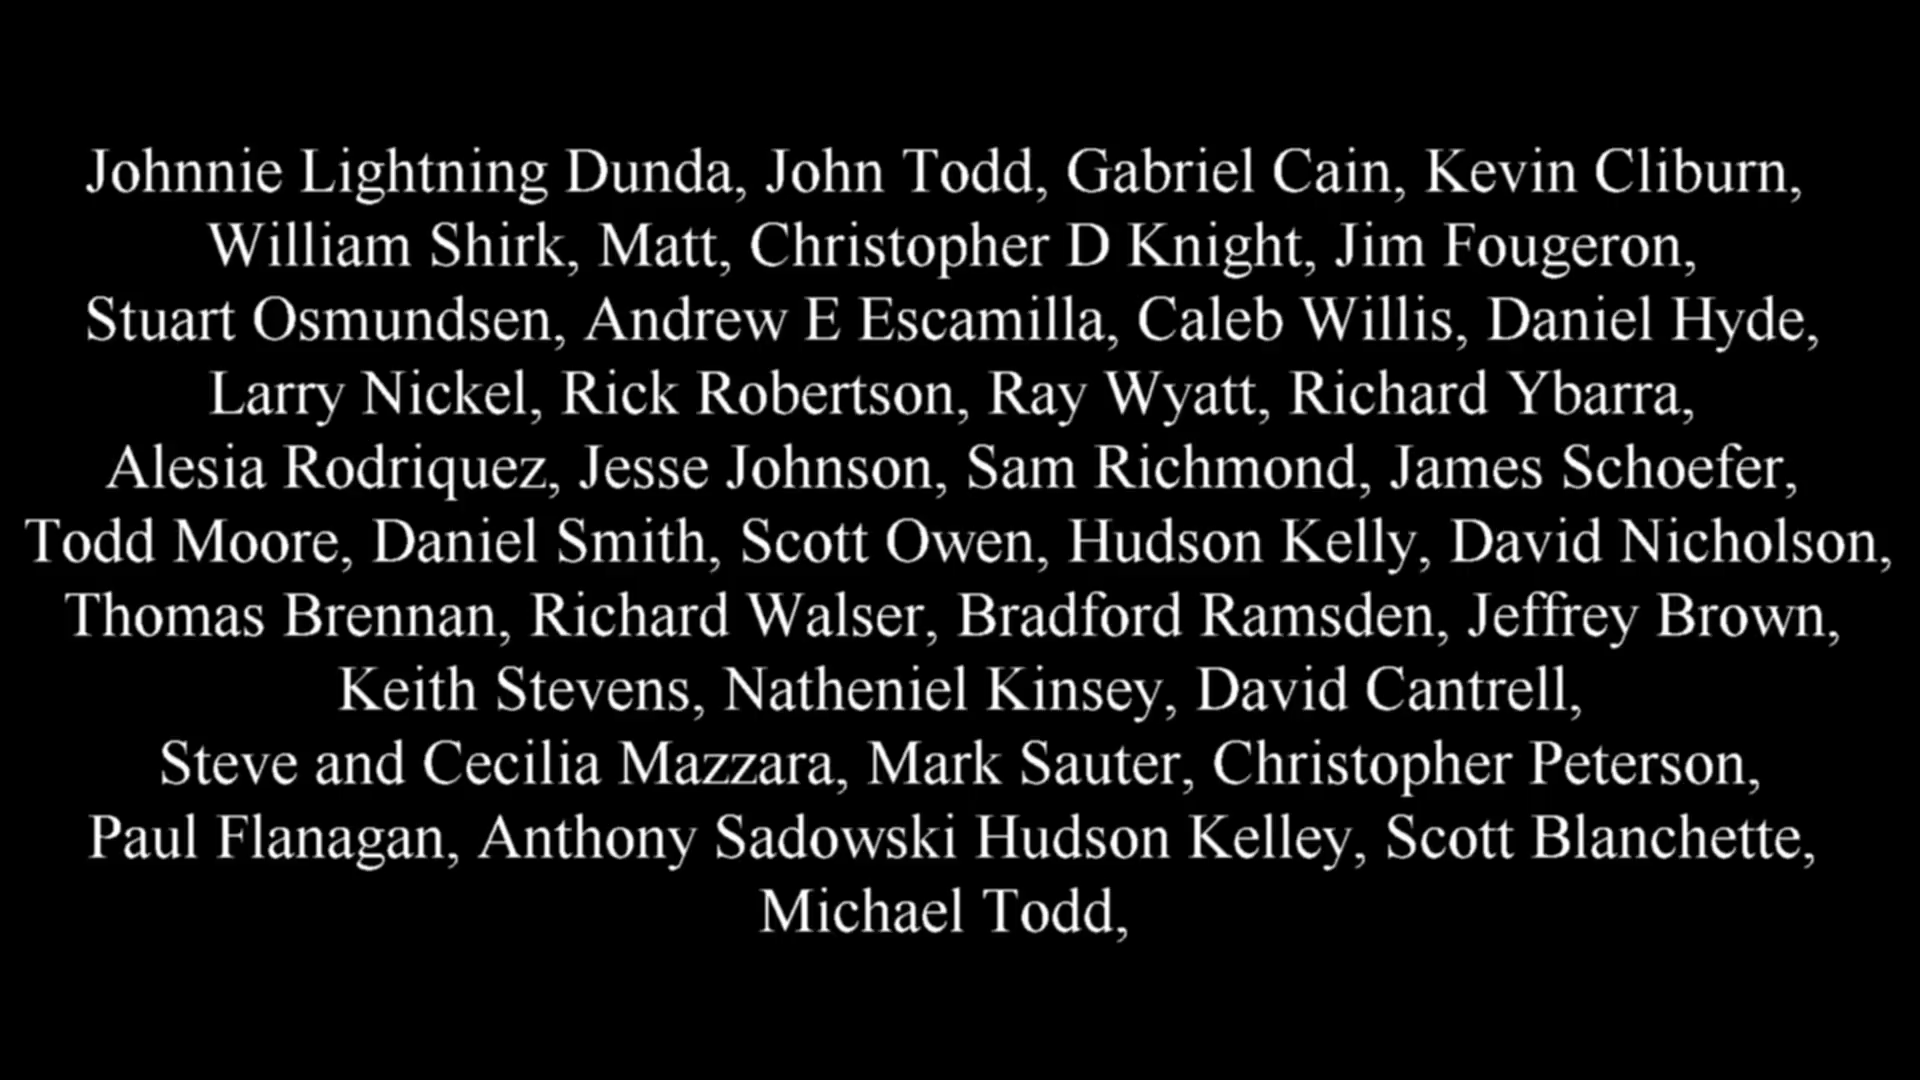 Johnnie Lightning Dunda, John Todd, Gabriel Cain, Kevin Cliburn,
William Shirk, Matt, Christopher D Knight, Jim Fougeron,
Stuart Osmundsen, Andrew E Escamilla, Caleb Willis, Daniel Hyde,
Larry Nickel, Rick Robertson, Ray Wyatt, Richard Ybarra,
Alesia Rodriquez, Jesse Johnson, Sam Richmond, James Schoefer,
Todd Moore, Daniel Smith, Scott Owen, Hudson Kelly, David Nicholson,
Thomas Brennan, Richard Walser, Bradford Ramsden, Jeffrey Brown,
Keith Stevens, Natheniel Kinsey, David Cantrell,
Steve and Cecilia Mazzara, Mark Sauter, Christopher Peterson,
Paul Flanagan, Anthony Sadowski Hudson Kelley, Scott Blanchette,
Michael Todd,